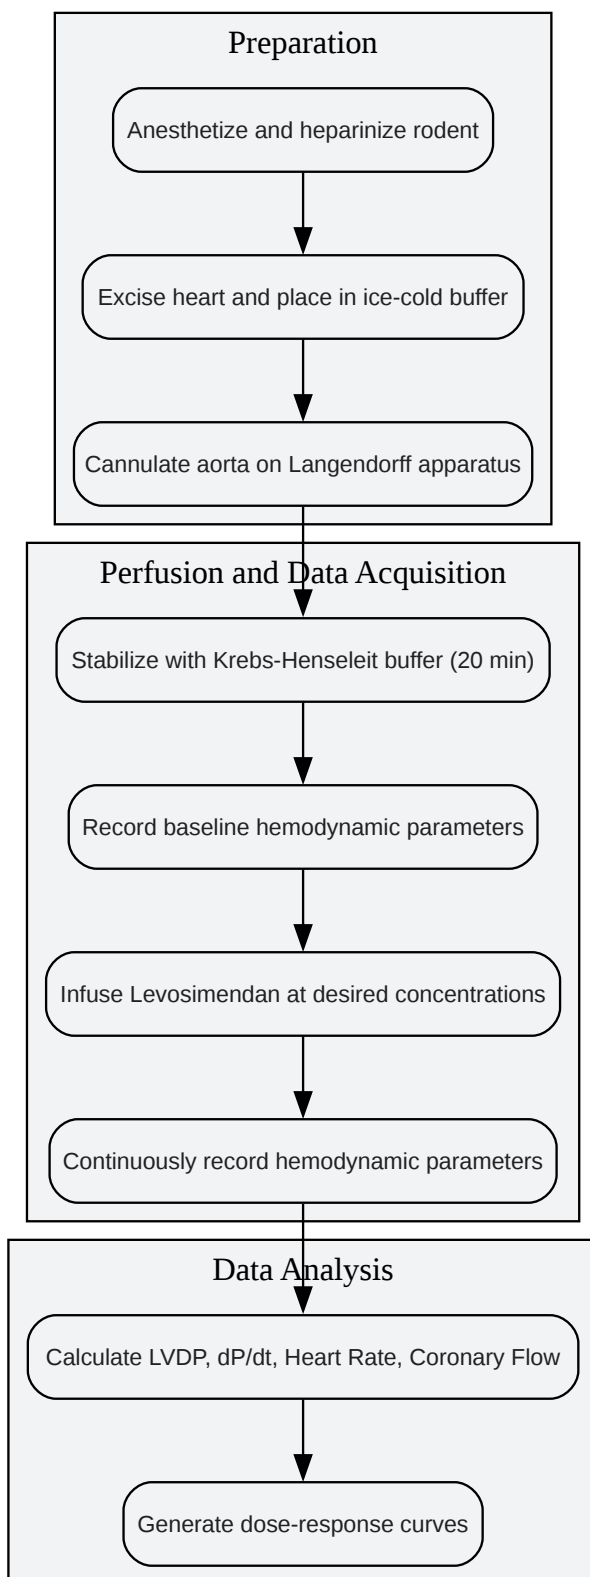 Preparation
Anesthetize and heparinize rodent
Excise heart and place in ice-cold buffer
Cannulate aorta on Langendorff apparatus
Perfusion and Data Acquisition
Stabilize with Krebs-Henseleit buffer (20 min)
Record baseline hemodynamic parameters
Infuse Levosimendan at desired concentrations
Continuously record hemodynamic parameters
Data Analysis
Calculate LVDP, dP/dt, Heart Rate, Coronary Flow
Generate dose-response curves